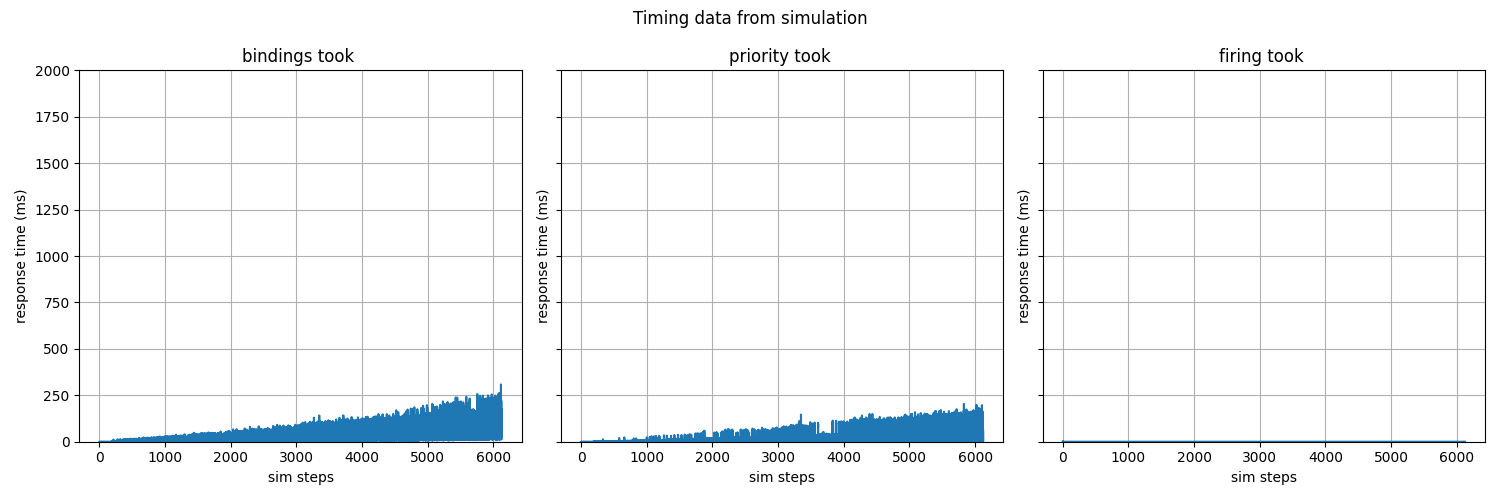 Timing data from simulation
bindings took
priority took
firing took
2000
1750
1500
1250
1000
750
500
250
0
response time (ms)
response time (ms)
response time (ms)
0 1000 2000 3000 4000 5000 6000
0 1000 2000 3000 4000 5000 6000
0 1000 2000 3000 4000 5000 6000
sim steps
sim steps
sim steps